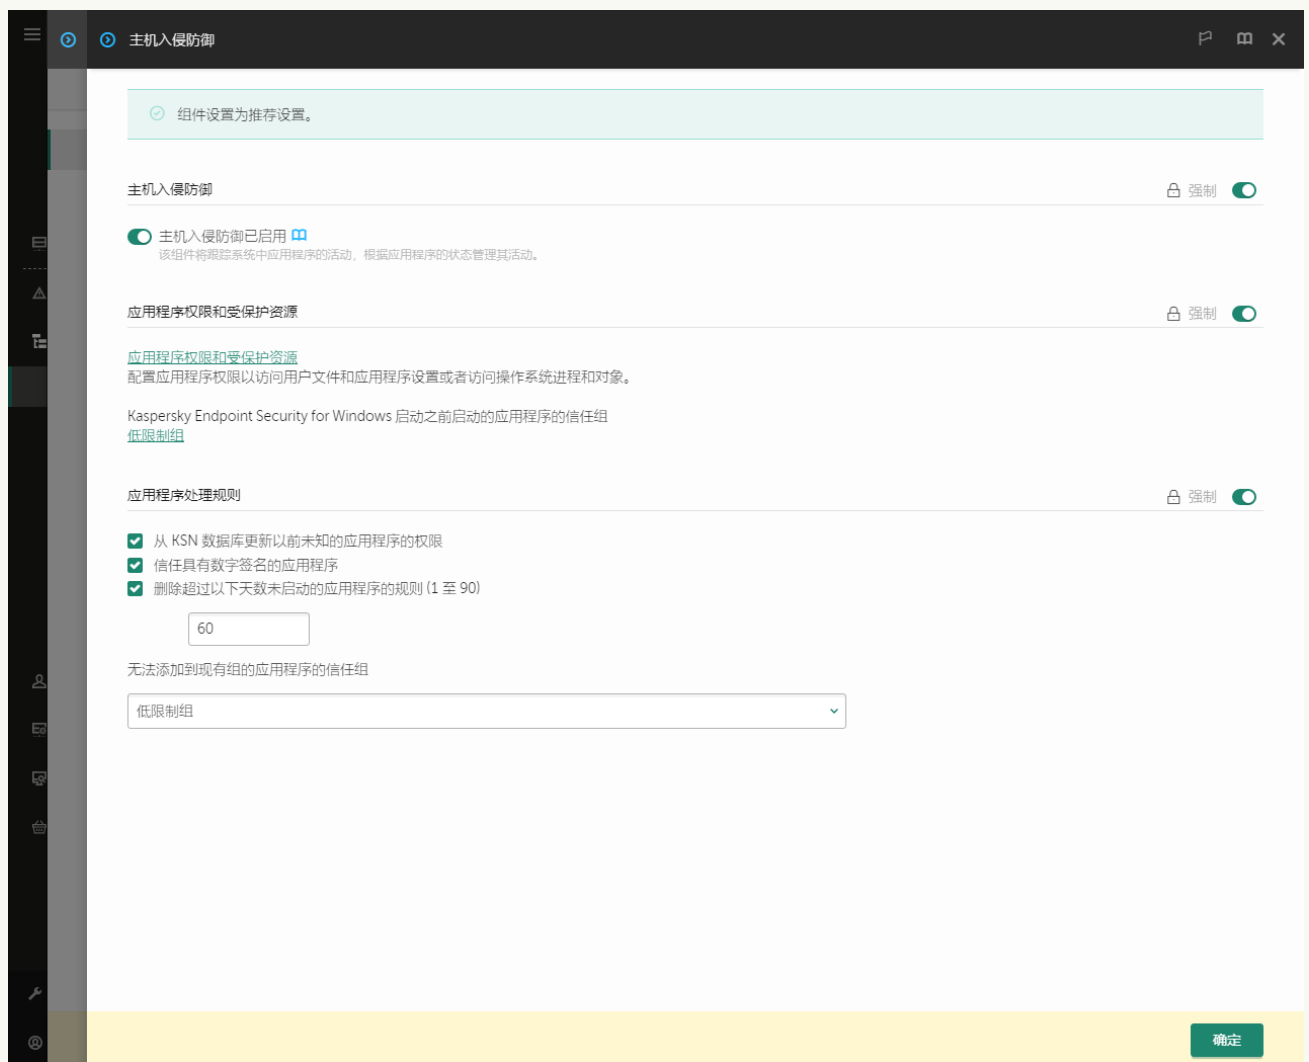 主机入侵防御
组件设置为推荐设置。
主机入侵防御
强制
主机入侵防御已启用
该组件将跟踪系统中应用程序的活动，根据应用程序的状态管理其活动。
应用程序权限和受保护资源
强制
应用程序权限和受保护资源
配置应用程序权限以访问用户文件和应用程序设置或者访问操作系统进程和对象。
Kaspersky Endpoint Security for Windows 启动之前启动的应用程序的信任组
低限制组
应用程序处理规则
强制
从 KSN 数据库更新以前未知的应用程序的权限
信任具有数字签名的应用程序
删除超过以下天数未启动的应用程序的规则 (1 至 90)
60
无法添加到现有组的应用程序的信任组
低限制组
确定